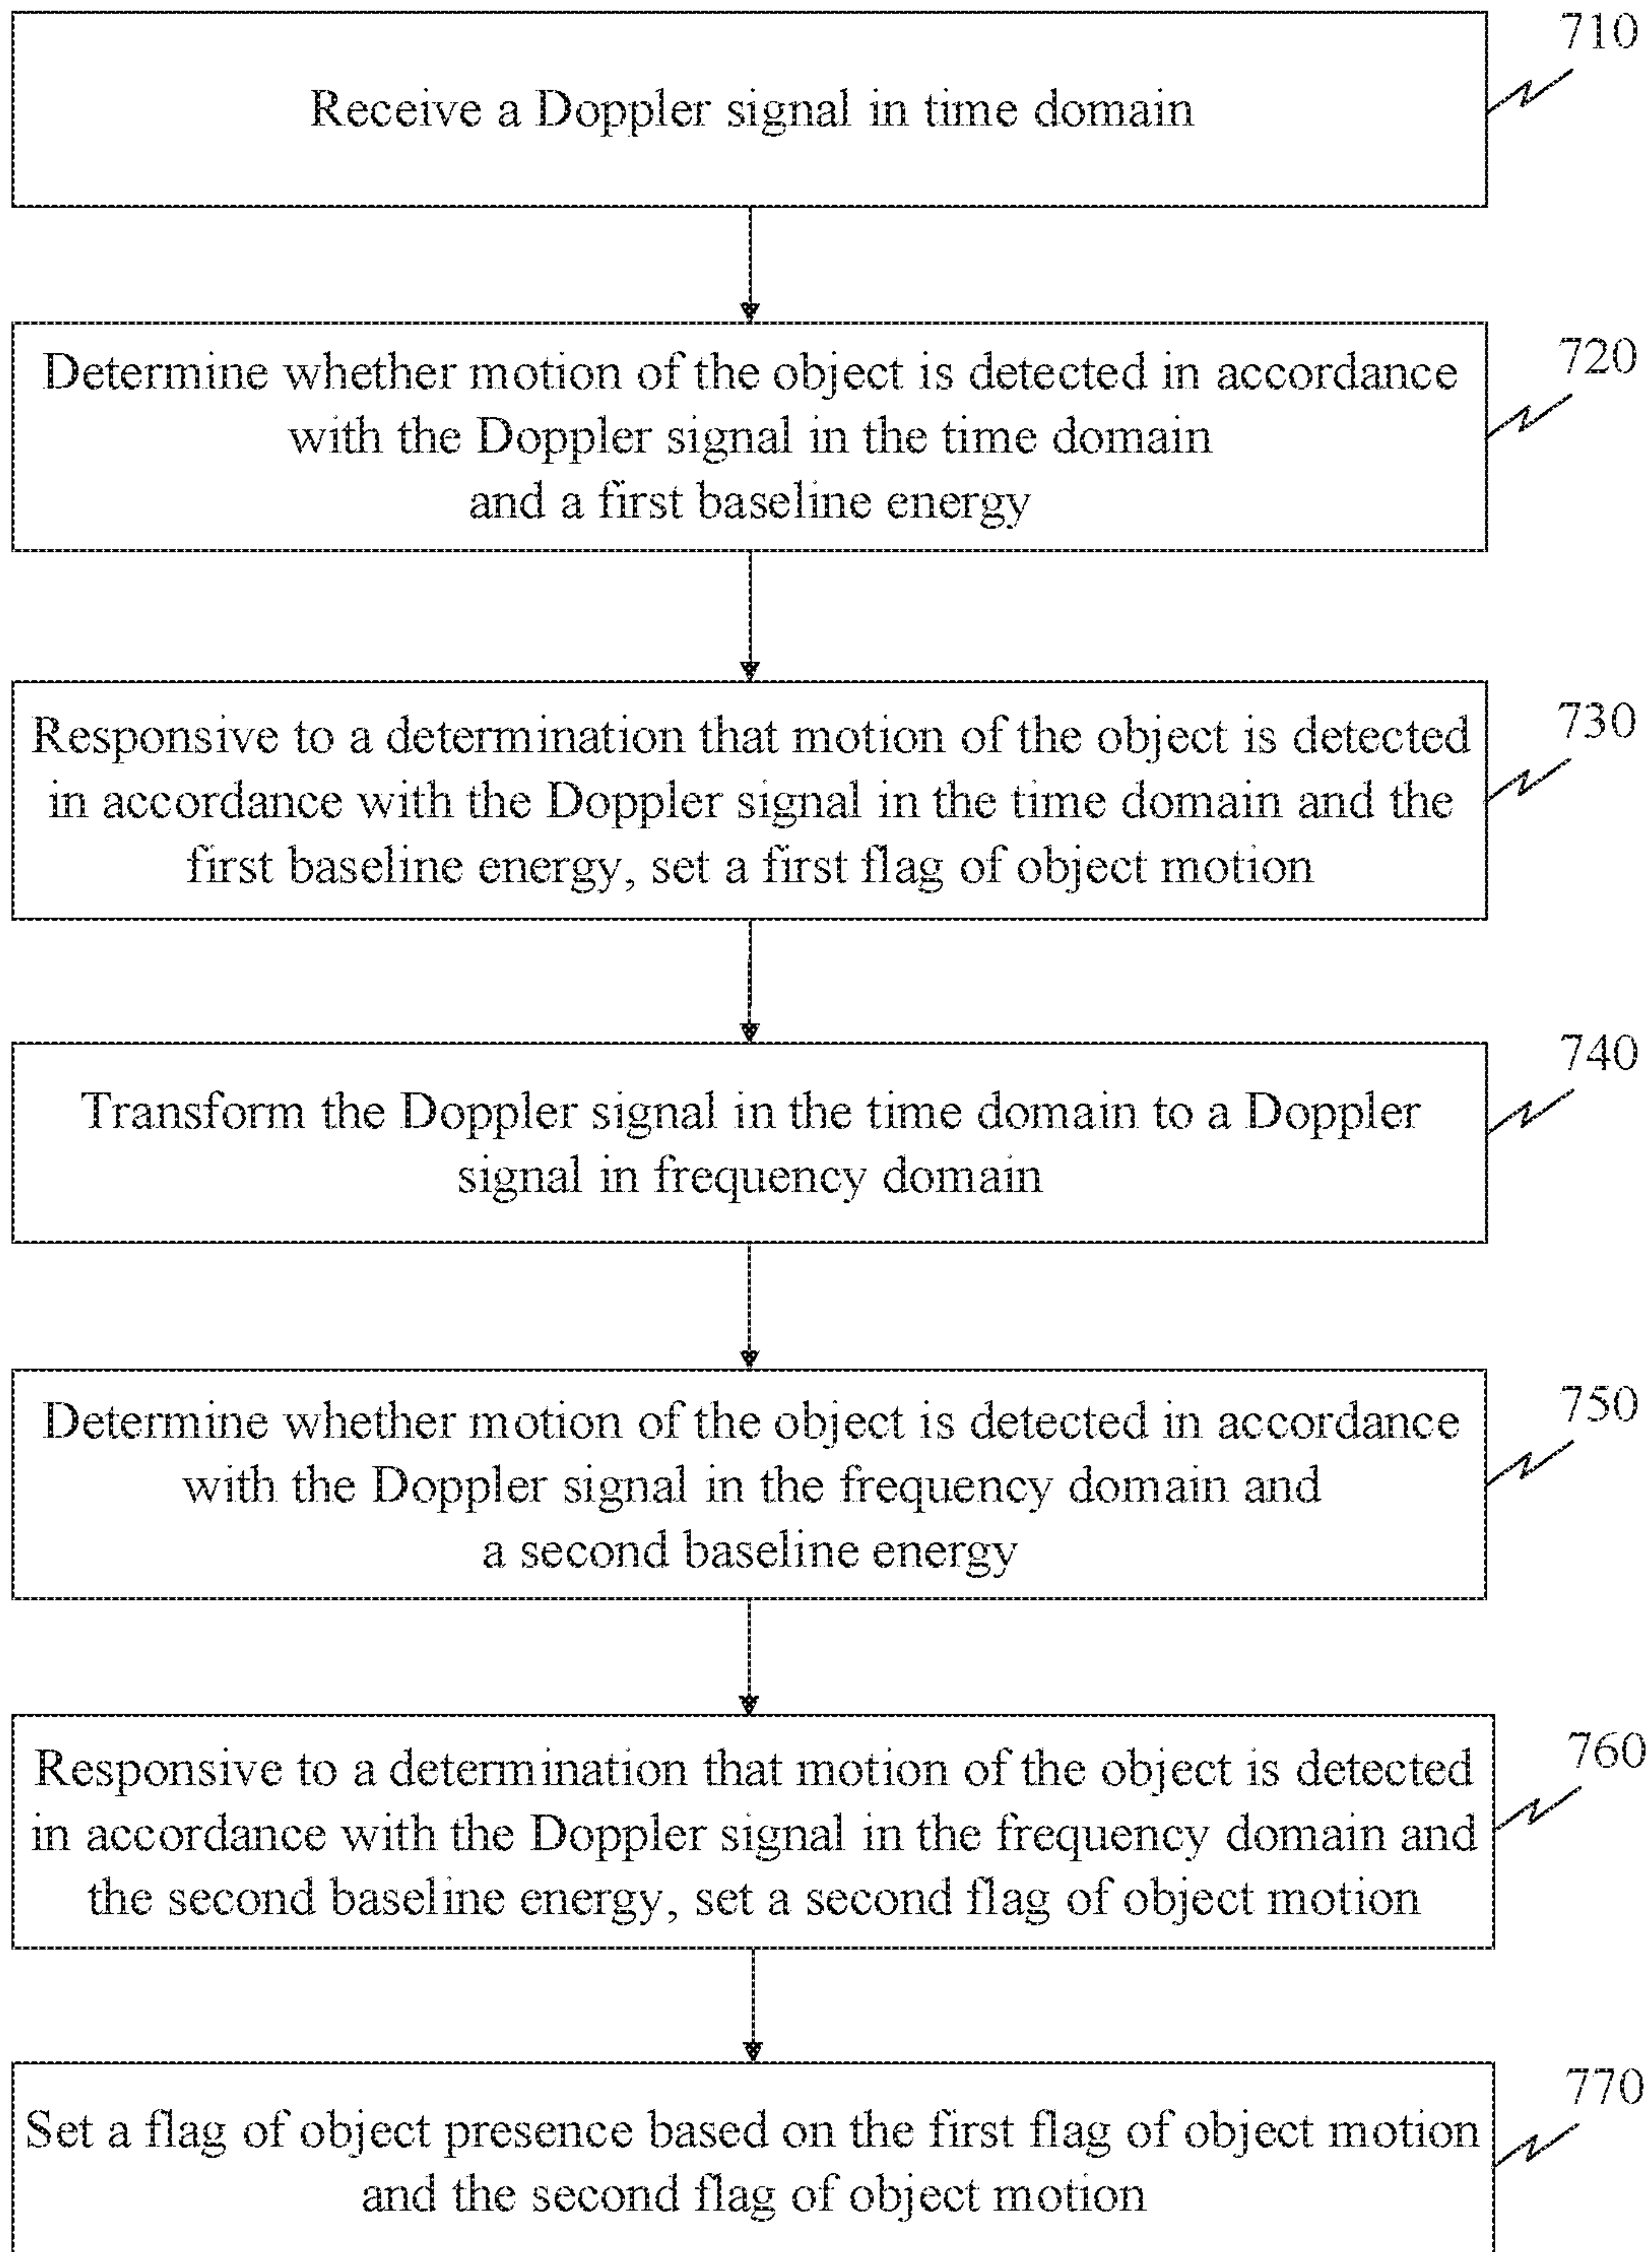 710
Receive a Doppler signal in time domain
720
Determine whether motion of the object is detected in accordance
with the Doppler signal in the time domain
and a first baseline energy
730
Responsive to a determination that motion of the object is detected
in accordance with the Doppler signal in the time domain and the
first baseline energy, set a first flag of object motion
740
Transform the Doppler signal in the time domain to a Doppler
signal in frequency domain
750
Determine whether motion of the object is detected in accordance
with the Doppler signal in the frequency domain and
a second baseline energy
760
Responsive to a determination that motion of the object is detected
in accordance with the Doppler signal in the frequency domain and
the second baseline energy, set a second flag of object motion
770
Set a flag of object presence based on the first flag of object motion
and the second flag of object motion